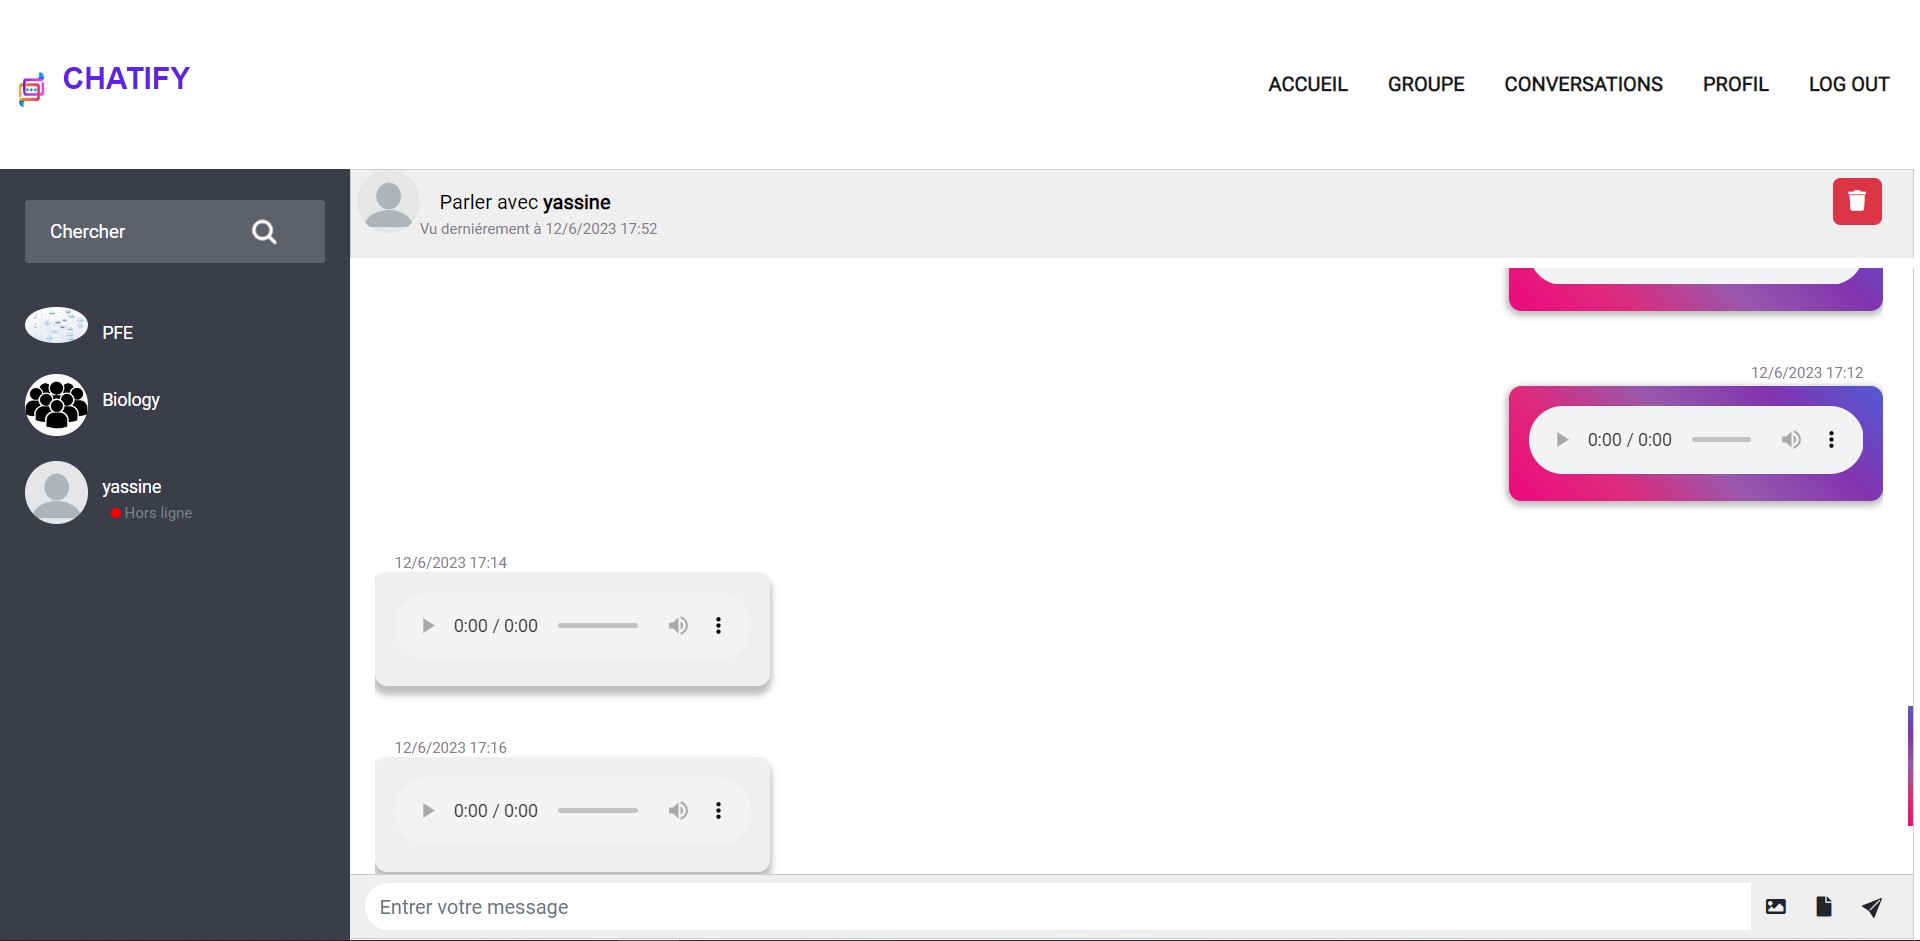 CHATIFY
ACCUEIL GROUPE CONVERSATIONS PROFIL LOG OUT
Chercher
PFE
Biology
yassine
Hors ligne
Parler avec yassine
Vu derniérement à 12/6/2023 17:52
12/6/2023 17:12
0:00 / 0:00
12/6/2023 17:14
0:00 / 0:00
12/6/2023 17:16
0:00 / 0:00
Entrer votre message